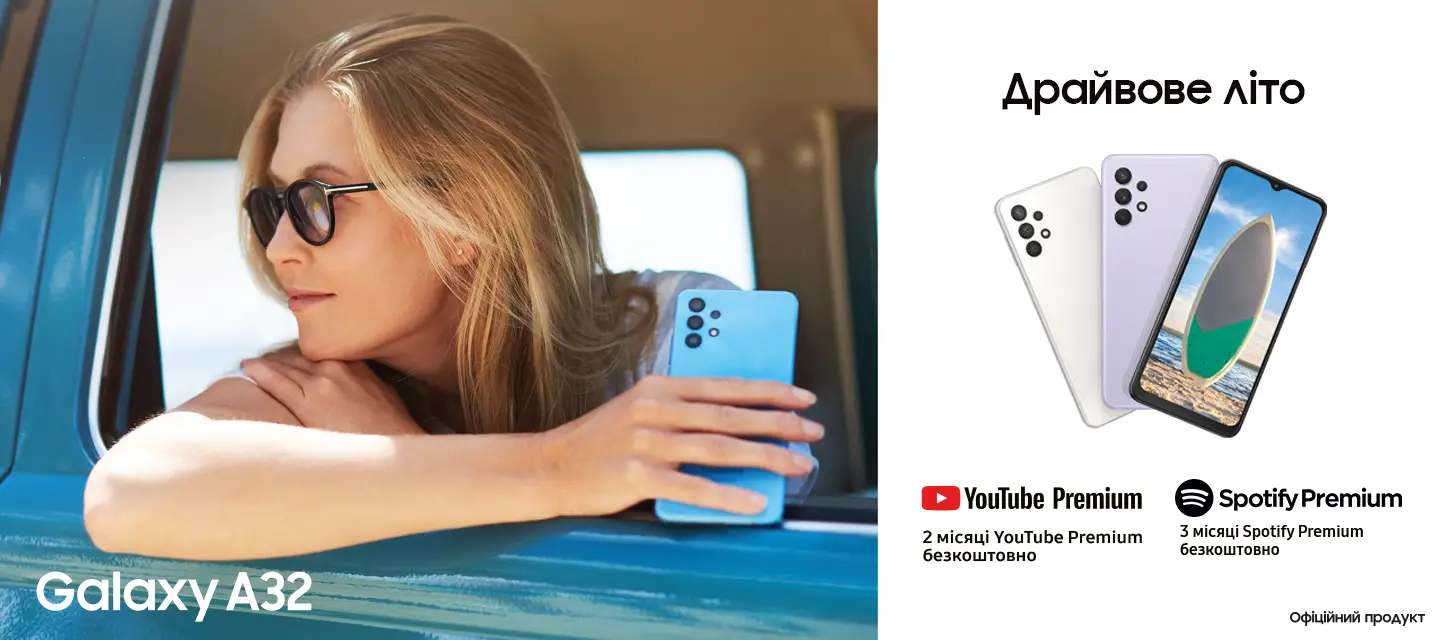 Galaxy A32
Драйвове літо
YouTube Premium
2 місяці YouTube Premium
безкоштовно
Spotify Premium
3 місяці Spotify Premium
безкоштовно
Офіційний продукт